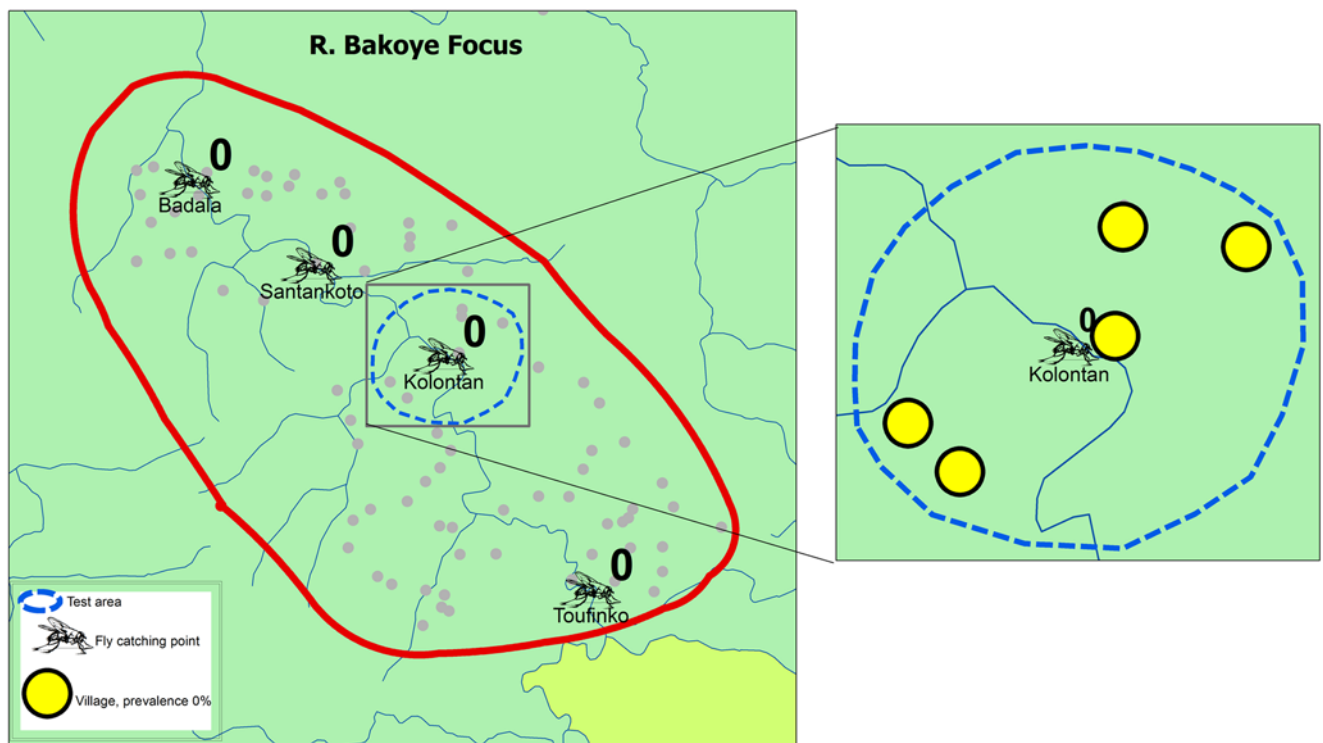 R. Bakoye Focus
0
Badala
0
Santankoto
0
Kolontan
0
Toufinko
Test area
Fly catching point
Village, prevalence 0%
0
Kolontan